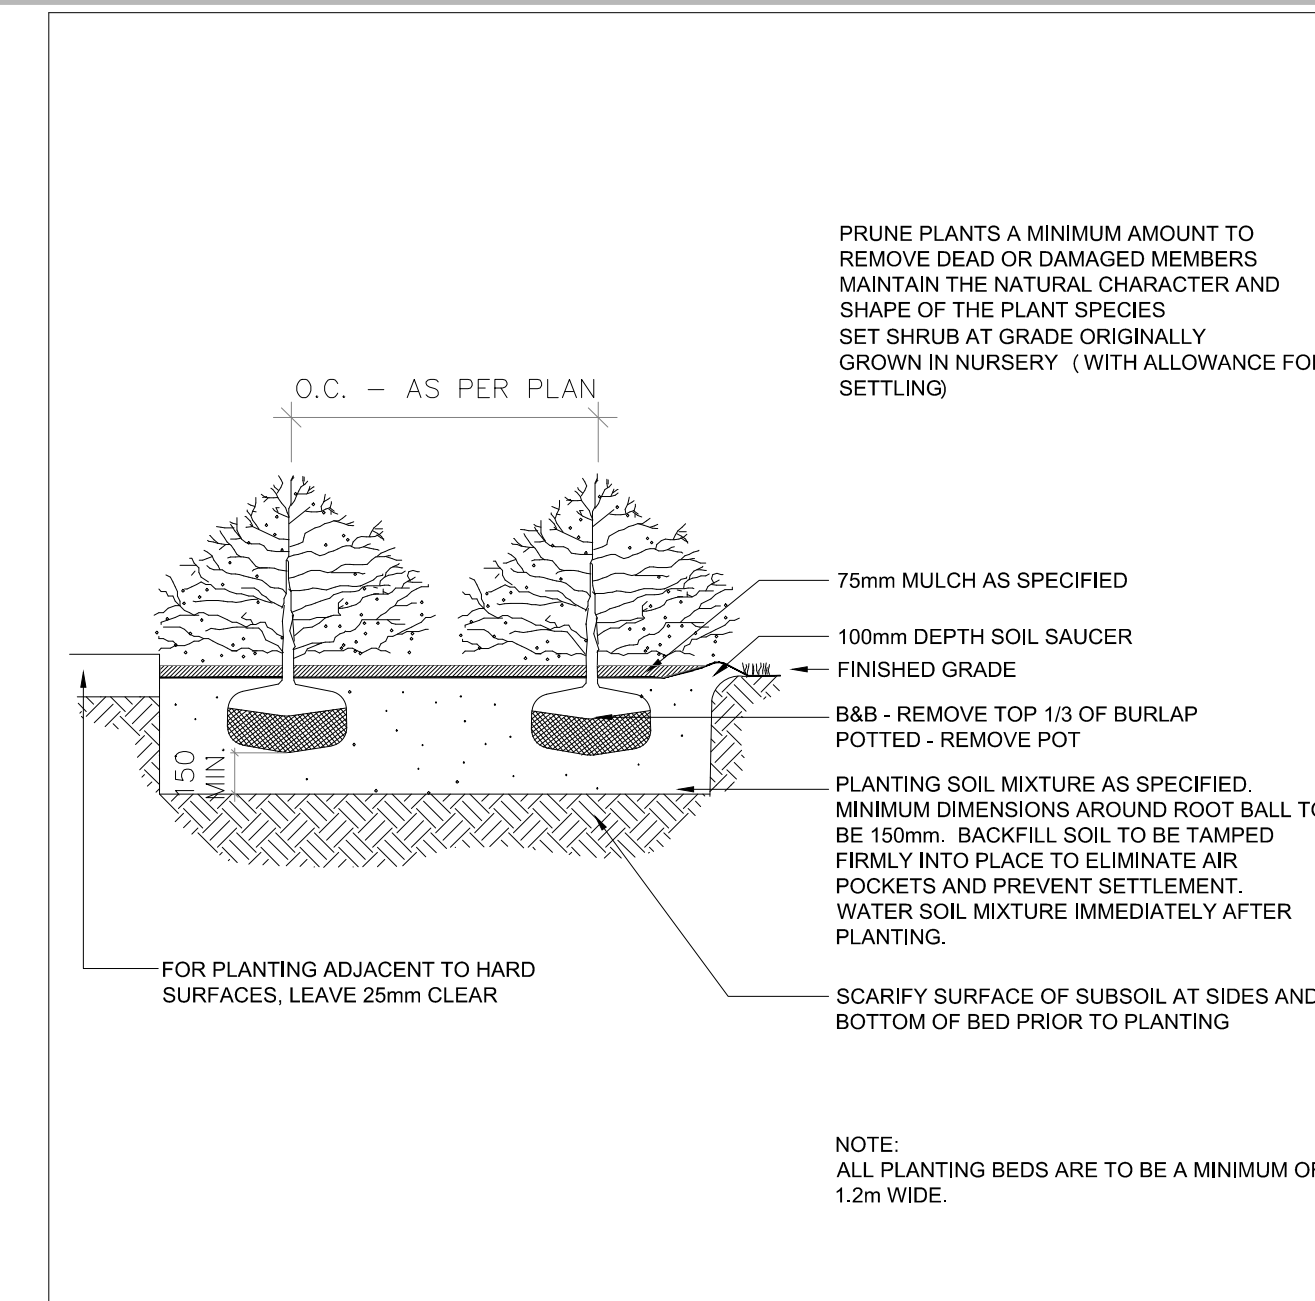 PRUNE PLANTS A MINIMUM AMOUNT TO
REMOVE DEAD OR DAMAGED MEMBERS
MAINTAIN THE NATURAL CHARACTER AND
SHAPE OF THE PLANT SPECIES
SET SHRUB AT GRADE ORIGINALLY
GROWN IN NURSERY (WITH ALLOWANCE FO
SETTLING)
O.C. - AS PER PLAN
75mm MULCH AS SPECIFIED
100mm DEPTH SOIL SAUCER
FINISHED GRADE
B&B - REMOVE TOP 1/3 OF BURLAP
POTTED - REMOVE POT
150
MIN.
PLANTING SOIL MIXTURE AS SPECIFIED.
MINIMUM DIMENSIONS AROUND ROOT BALL TO
BE 150mm. BACKFILL SOIL TO BE TAMPED
FIRMLY INTO PLACE TO ELIMINATE AIR
POCKETS AND PREVENT SETTLEMENT.
WATER SOIL MIXTURE IMMEDIATELY AFTER
PLANTING.
FOR PLANTING ADJACENT TO HARD
SURFACES, LEAVE 25mm CLEAR
SCARIFY SURFACE OF SUBSOIL AT SIDES AND
BOTTOM OF BED PRIOR TO PLANTING
NOTE:
ALL PLANTING BEDS ARE TO BE A MINIMUM OF
1.2m WIDE.